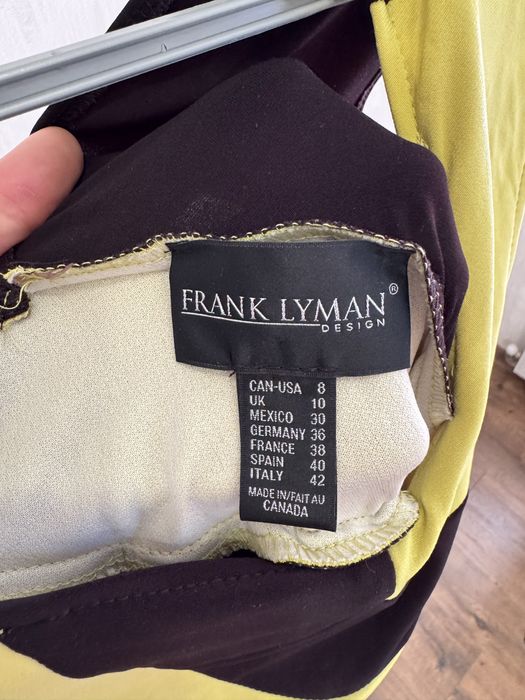 FRANK LYMAN®
DESIGN
CAN-USA 8
UK 10
MEXICO 30
GERMANY 36
FRANCE 38
SPAIN 40
ITALY 42
MADE IN/FAIT AU
CANADA